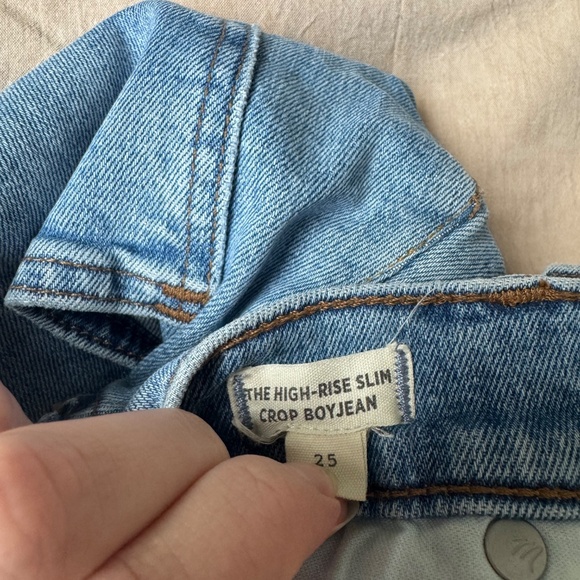 THE HIGH-RISE SLIM
CROP BOYJEAN
25